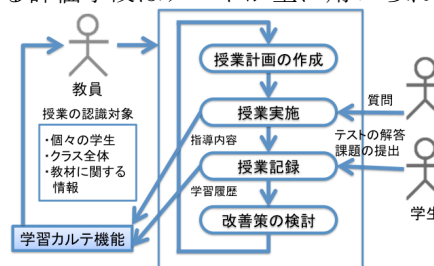 教員
授業の認識対象
・個々の学生
・クラス全体
・教材に関する
情報
学習カルテ機能
授業計画の作成
授業実施
指導内容
授業記録
学習履歴
改善策の検討
質問
テストの解答
課題の提出
学生